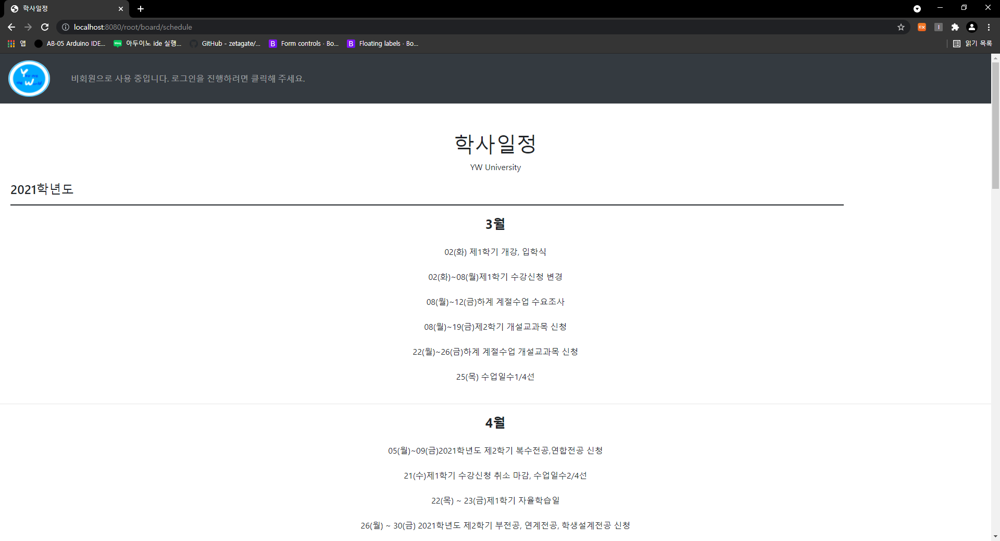 학사일정
localhost:8080/root/board/schedule
앱 AB-05 Arduino IDE... 아두이노 ide 실행... GitHub - zetagate/... Form controls · Bo... Floating labels · Bo... 읽기 목록
비회원으로 사용 중입니다. 로그인을 진행하려면 클릭해 주세요.
학사일정
YW University
2021학년도
3월
02(화) 제1학기 개강, 입학식
02(화)~08(월)제1학기 수강신청 변경
08(월)~12(금)하계 계절수업 수요조사
08(월)~19(금)제2학기 개설교과목 신청
22(월)~26(금)하계 계절수업 개설교과목 신청
25(목) 수업일수1/4선
4월
05(월)~09(금)2021학년도 제2학기 복수전공,연합전공 신청
21(수)제1학기 수강신청 취소 마감, 수업일수2/4선
22(목) ~ 23(금)제1학기 자율학습일
26(월) ~ 30(금) 2021학년도 제2학기 부전공, 연계전공, 학생설계전공 신청